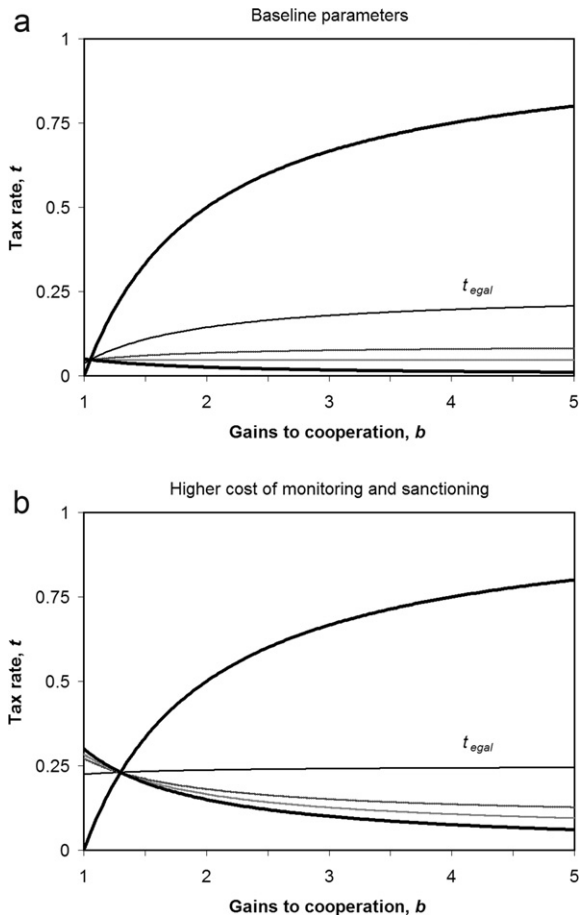 a
Baseline parameters
1
0.75
0.5
0.25
0
Tax rate, t
t egal
1 2 3 4 5
Gains to cooperation, b
b
Higher cost of monitoring and sanctioning
1
0.75
0.5
0.25
0
Tax rate, t
t egal
1 2 3 4 5
Gains to cooperation, b